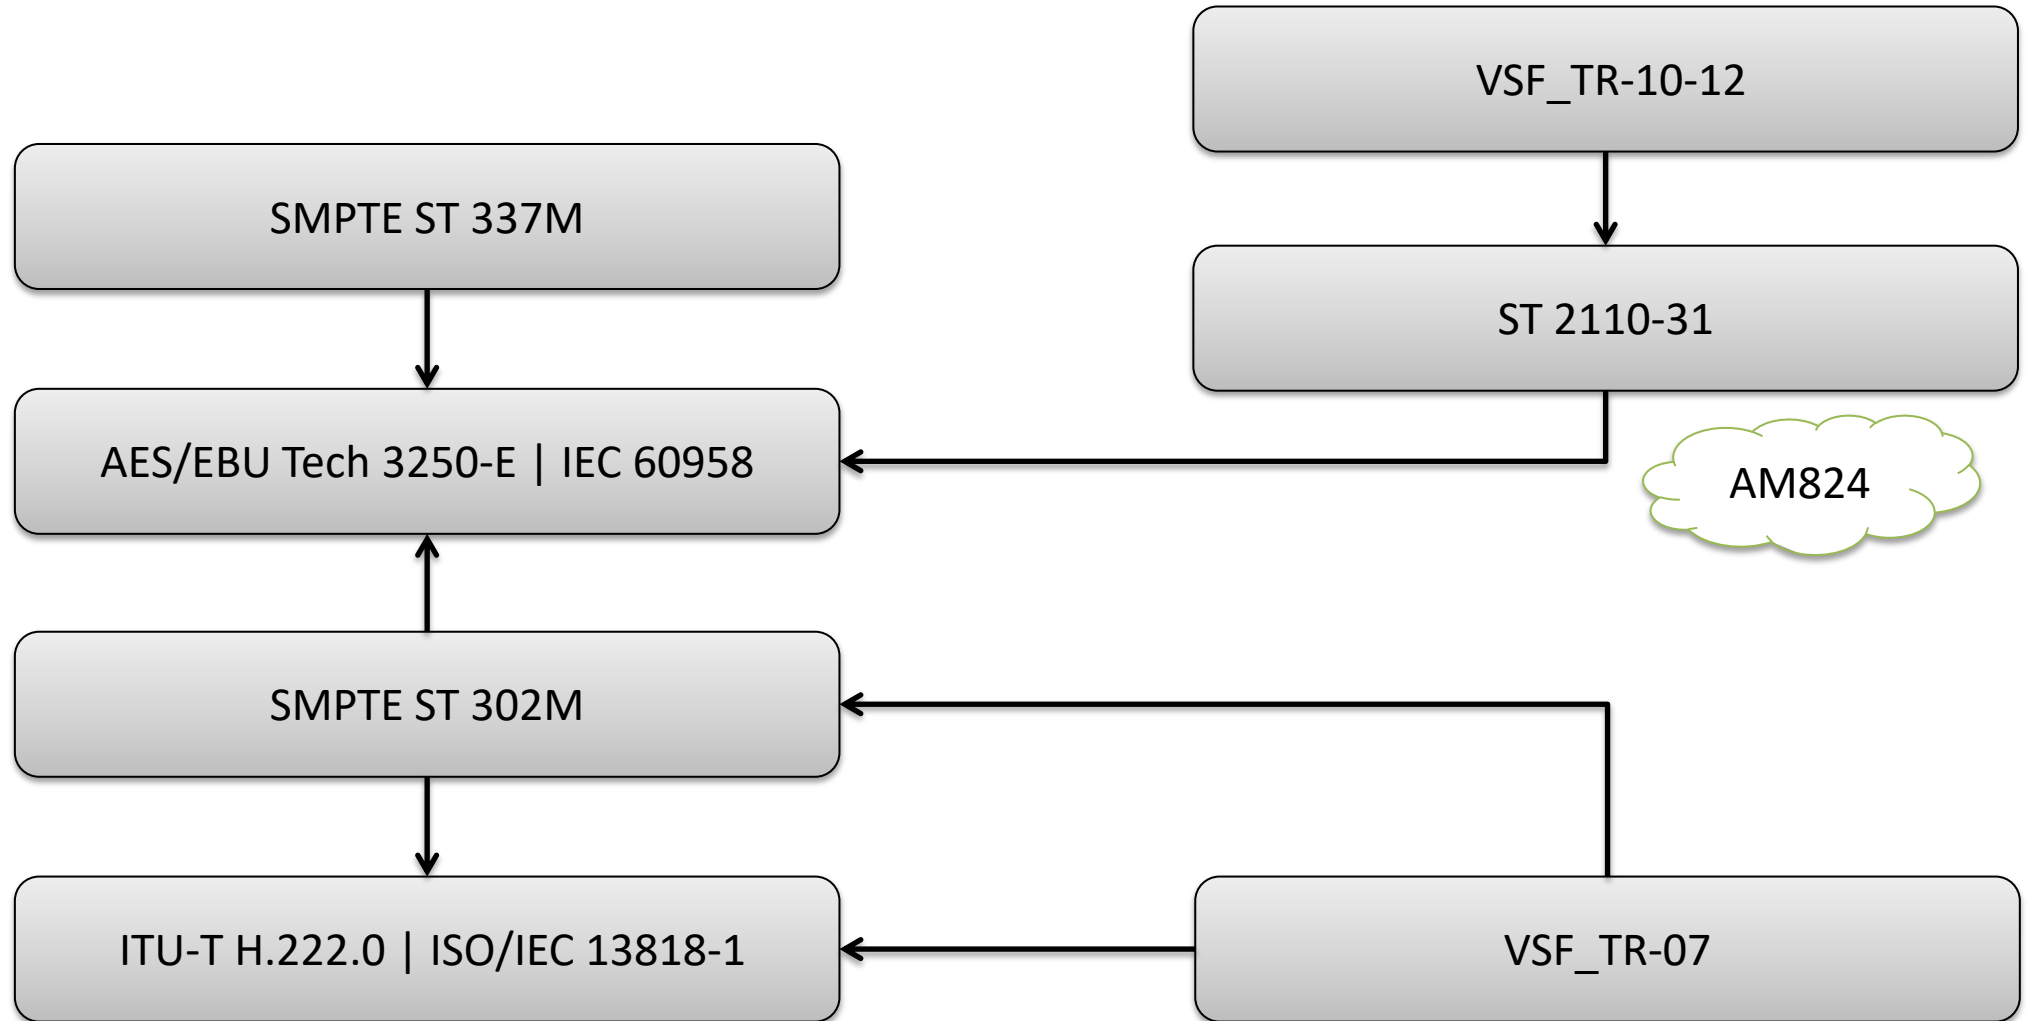 VSF_TR-10-12
SMPTE ST 337M
ST 2110-31
AES/EBU Tech 3250-E | IEC 60958
AM824
SMPTE ST 302M
ITU-T H.222.0 | ISO/IEC 13818-1
VSF_TR-07